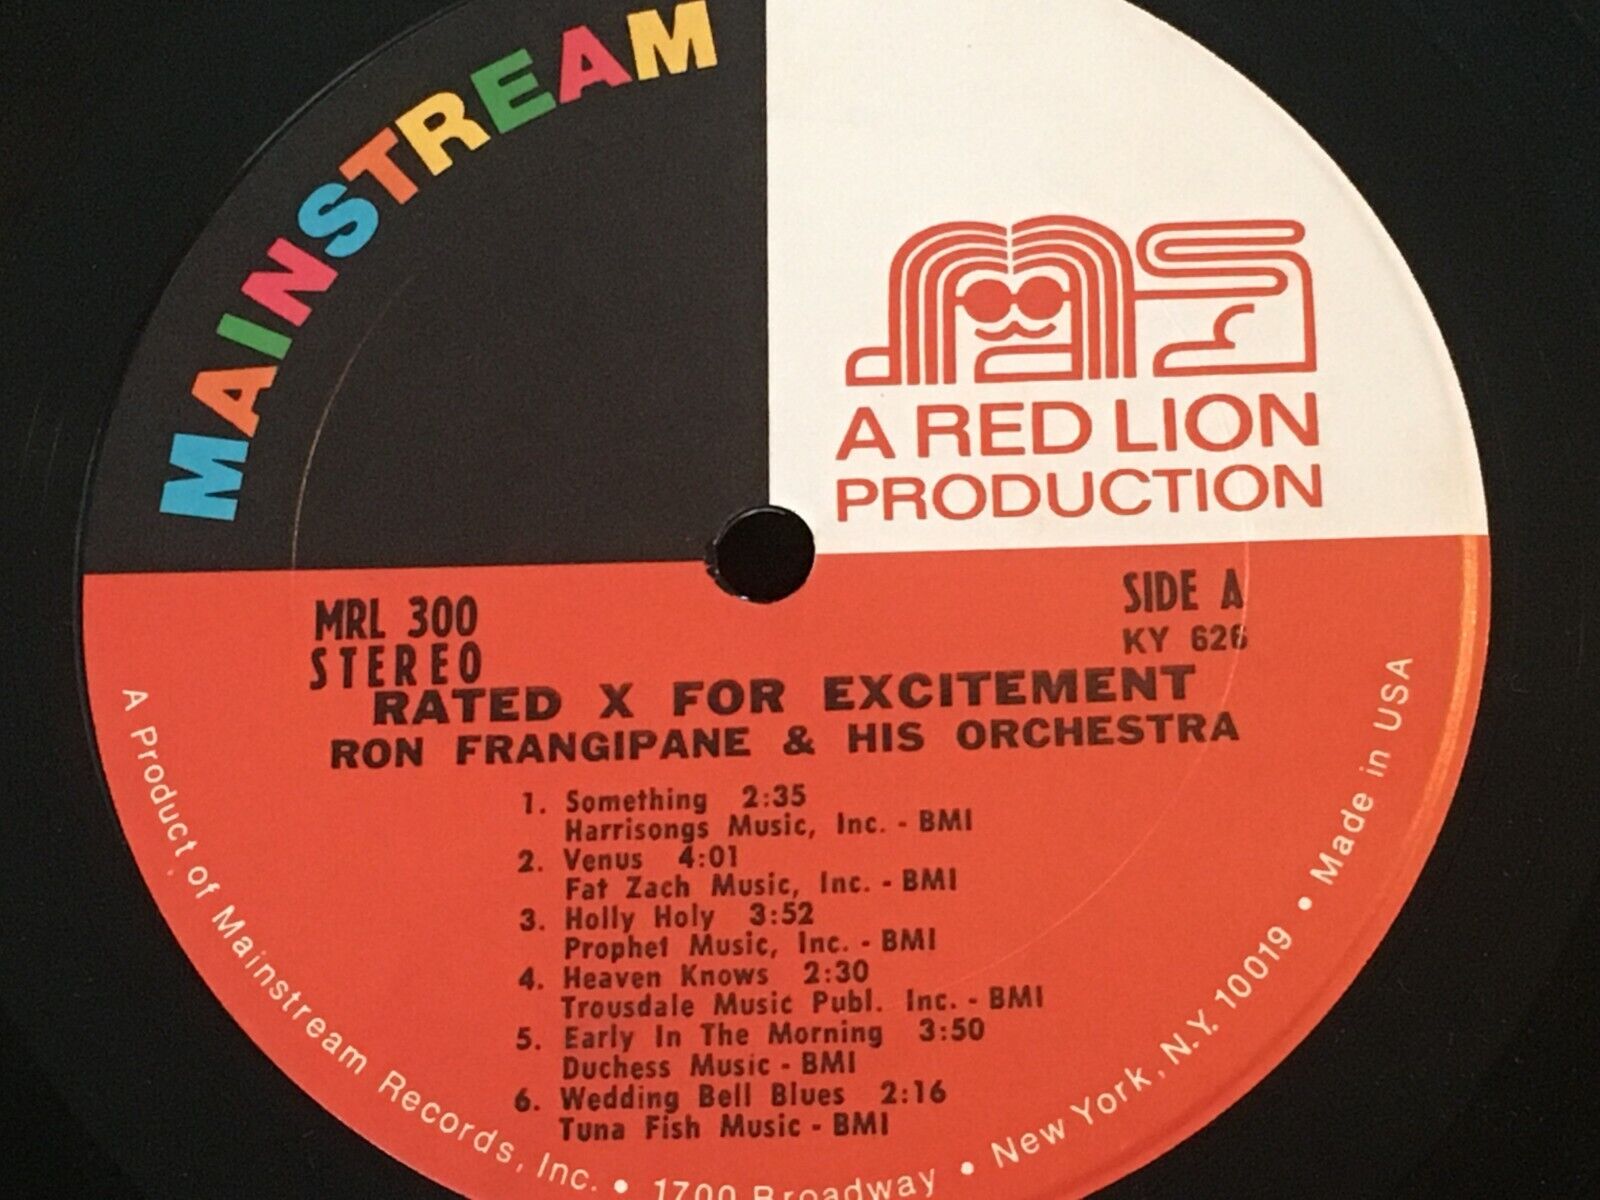 MAINSTREAM
A RED LION
PRODUCTION
MRL 300
STEREO
SIDE A
KY 626
RATED X FOR EXCITEMENT
RON FRANGIPANE & HIS ORCHESTRA
1. Something 2:35
Harrisongs Music, Inc. - BMI
2. Venus 4:01
Fat Zach Music, Inc. - BMI
3. Holly Holy 3:52
Prophet Music, Inc. - BMI
4. Heaven Knows 2:30
Trousdale Music Publ. Inc. - BMI
5. Early In The Morning 3:50
Duchess Music - BMI
6. Wedding Bell Blues 2:16
Tuna Fish Music - BMI
A Product of Mainstream Records, Inc. • 1700 Broadway • New York, N.Y. 10019 • Made in USA